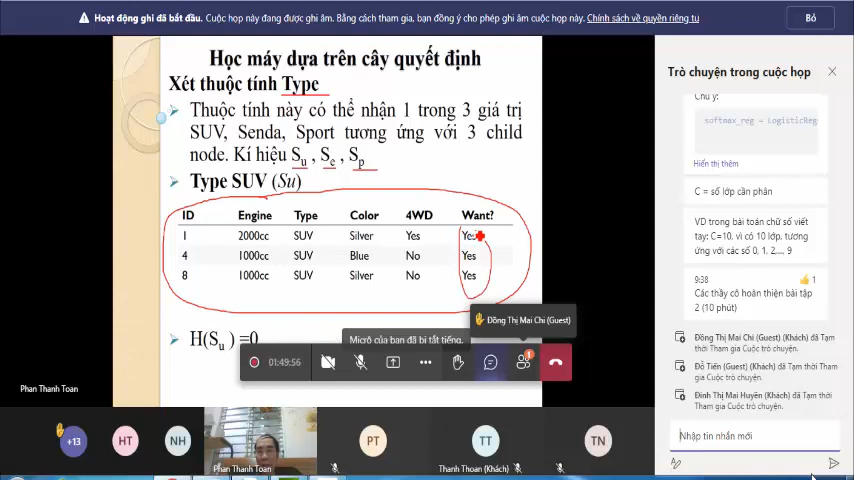 Hoạt động ghi đã bắt đầu. Cuộc họp này đang được ghi âm. Bằng cách tham gia, bạn đồng ý cho phép ghi âm cuộc họp này. Chính sách về quyền riêng tư
Bỏ
Học máy dựa trên cây quyết định
Xét thuộc tính Type
Thuộc tính này có thể nhận 1 trong 3 giá trị
SUV, Senda, Sport tương ứng với 3 child
node. Kí hiệu Su , Se , Sp
Type SUV (Su)
ID Engine Type Color 4WD Want?
1 2000cc SUV Silver Yes Yes
4 1000cc SUV Blue No Yes
8 1000cc SUV Silver No Yes
H(Su ) =0
Đồng Thị Mai Chi (Guest)
Micrô của bạn đã bị tắt tiếng.
01:49:56
1
Phan Thanh Toan
+13
HT
NH
Phan Thanh Toan
PT
TT
Thanh Thoan (Khách)
TN
Trò chuyện trong cuộc họp
Chú ý:
softmax_reg = LogisticReg
Hiển thị thêm
C = số lớp cần phân
VD trong bài toán chữ số viết
tay: C=10, vì có 10 lớp, tương
ứng với các số 0, 1, 2,..., 9
9:38
1
Các thầy cô hoàn thiện bài tập
2 (10 phút)
Đồng Thị Mai Chi (Guest) (Khách) đã Tạm
thời Tham gia Cuộc trò chuyện.
Đỗ Tiến (Guest) (Khách) đã Tạm thời Tham
gia Cuộc trò chuyện.
Đinh Thị Mai Huyên (Khách) đã Tạm thời
Tham gia Cuộc trò chuyện.
Nhập tin nhắn mới